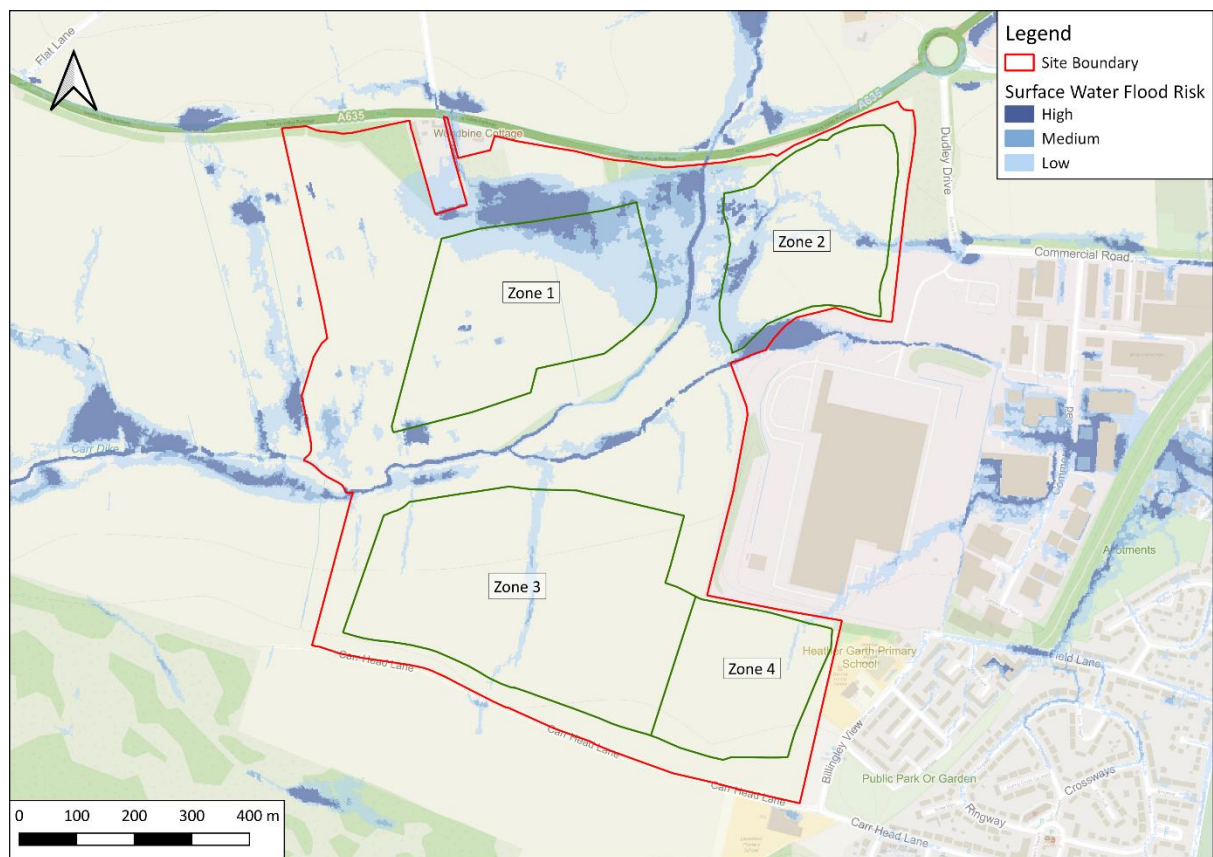 Legend
Site Boundary
Surface Water Flood Risk
High
Medium
Low
Flat Lane
A635
Woodbine Cottage
A635
Dudley Drive
Commercial Road
Zone 1
Zone 2
Carr Dike
Zone 3
Zone 4
Allotments
Heather Garth Primary
School
Field Lane
Carr Head Lane
Carr Head Lane
Carr Head Lane
Carr Head Lane
Billingley View
Public Park Or Garden
Crossways
Ringway
0 100 200 300 400 m